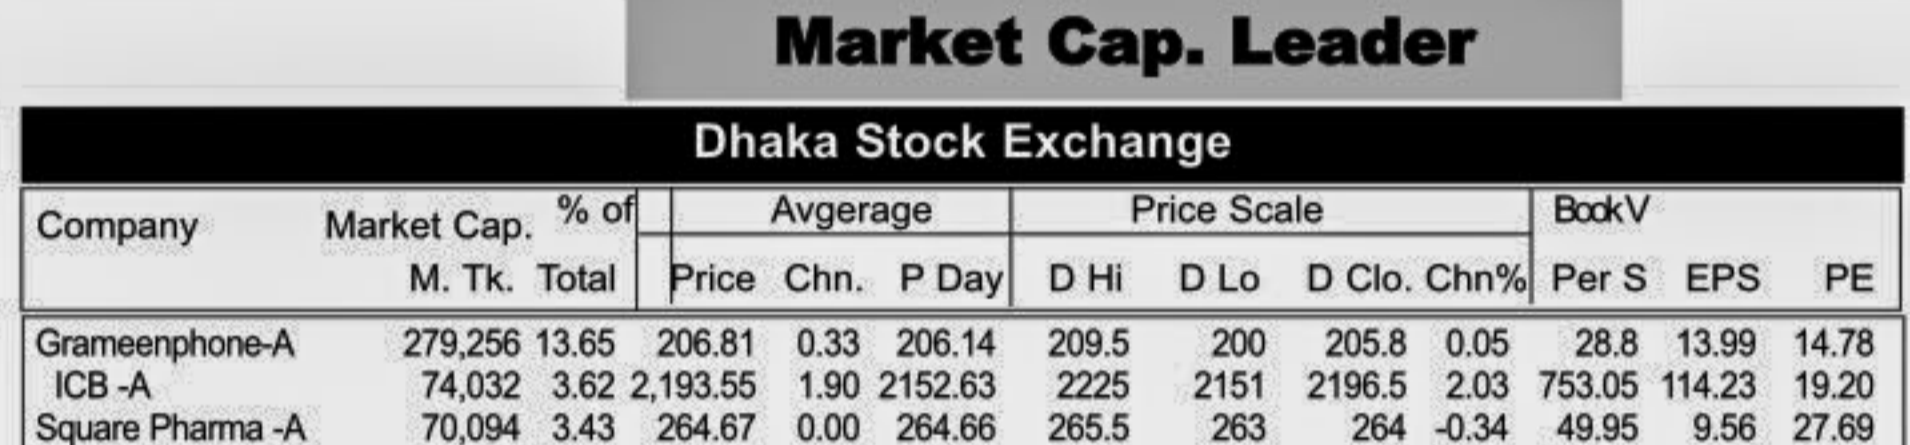 Market Cap. Leader
Dhaka Stock Exchange
Company Market Cap. % of Avgerage Price Scale BookV
M. Tk. Total Price Chn. P Day D Hi D Lo D Clo. Chn% Per S EPS PE
Grameenphone-A 279,256 13.65 206.81 0.33 206.14 209.5 200 205.8 0.05 28.8 13.99 14.78
ICB -A 74,032 3.62 2,193.55 1.90 2152.63 2225 2151 2196.5 2.03 753.05 114.23 19.20
Square Pharma -A 70,094 3.43 264.67 0.00 264.66 265.5 263 264 -0.34 49.95 9.56 27.69